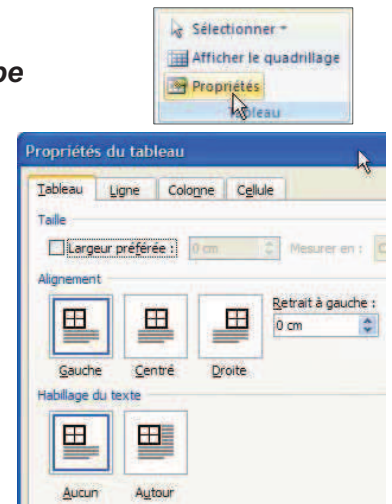 Sélectionner
Afficher le quadrillage
Propriétés
Tableau
Propriétés du tableau
Tableau Ligne Colonne Cellule
Taille
Largeur préférée : 0 cm Mesurer en :
Alignement
Retrait à gauche :
0 cm
Gauche Centré Droite
Habillage du texte
Aucun Autour